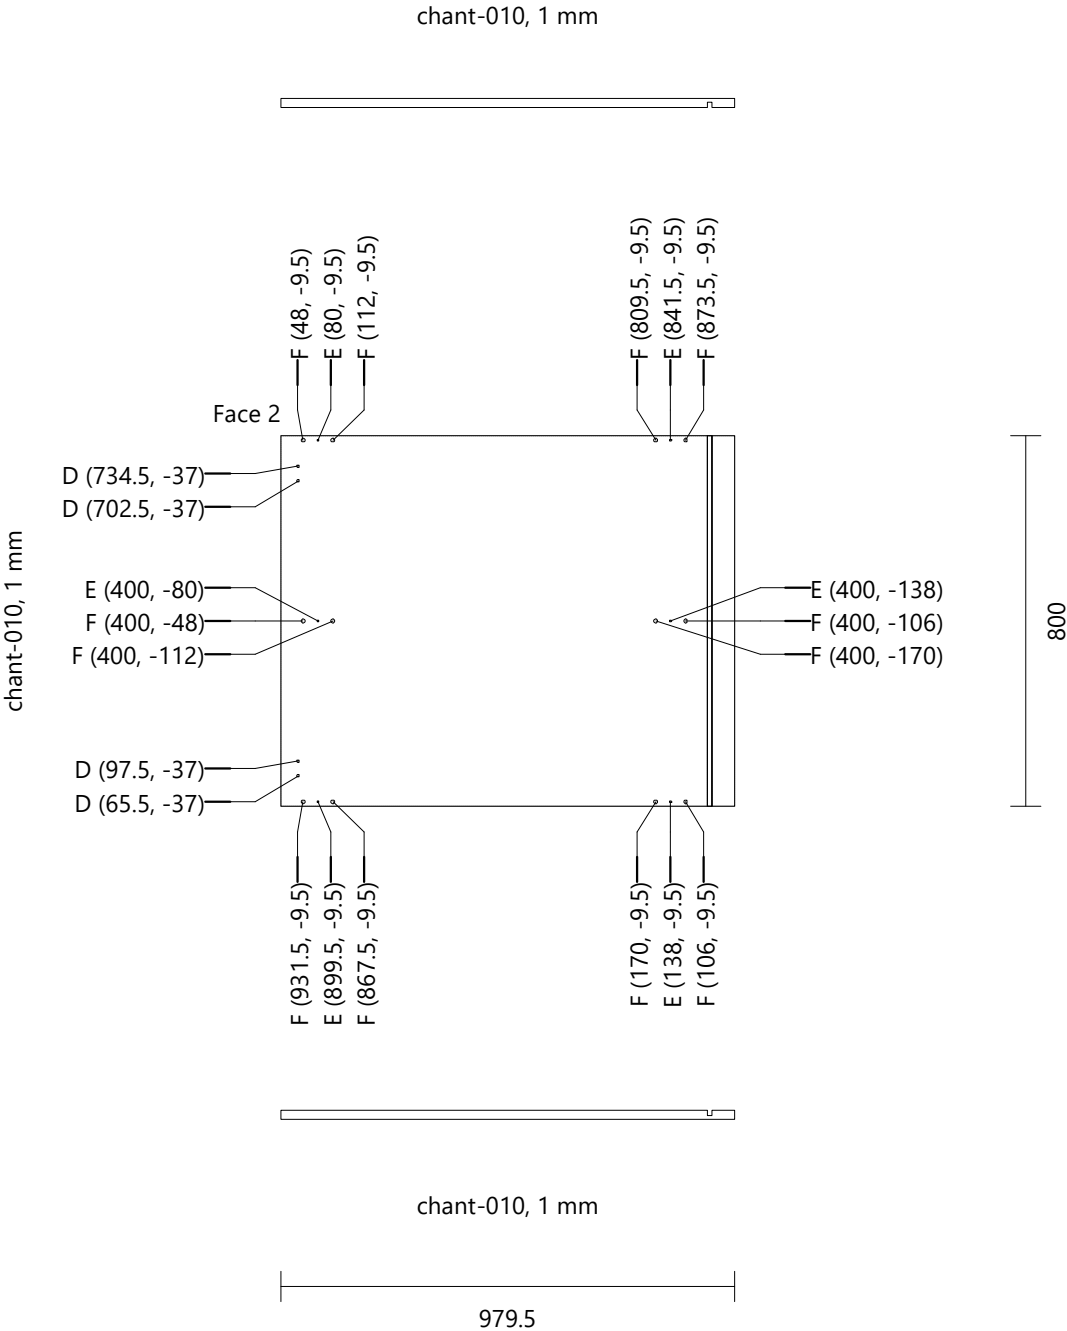 chant-010, 1 mm
F (48, -9.5)
E (80, -9.5)
F (112, -9.5)
F (809.5, -9.5)
E (841.5, -9.5)
F (873.5, -9.5)
Face 2
D (734.5, -37)
D (702.5, -37)
E (400, -80)
F (400, -48)
F (400, -112)
D (97.5, -37)
D (65.5, -37)
chant-010, 1 mm
E (400, -138)
F (400, -106)
F (400, -170)
800
F (931.5, -9.5)
E (899.5, -9.5)
F (867.5, -9.5)
F (170, -9.5)
E (138, -9.5)
F (106, -9.5)
chant-010, 1 mm
979.5